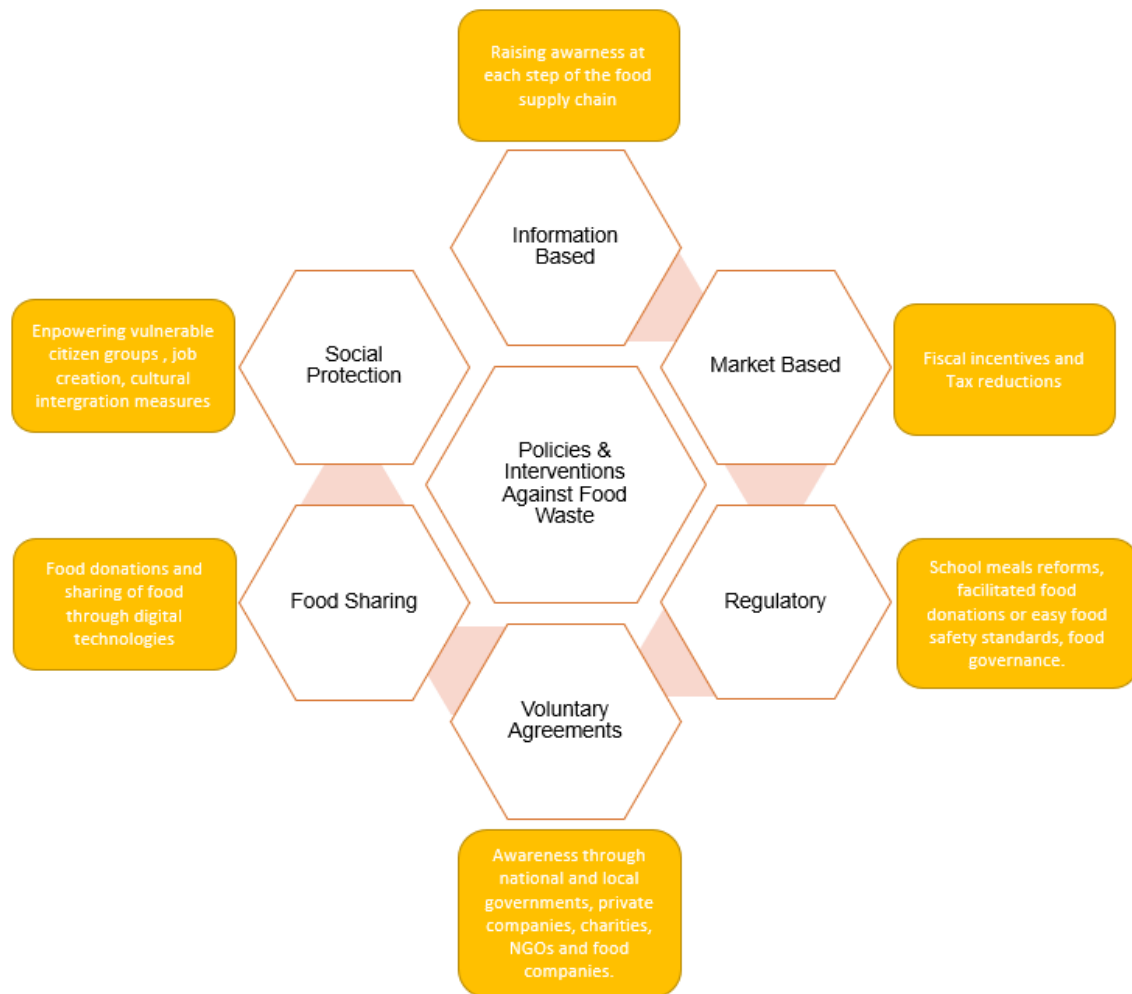 Raising awarness at
each step of the food
supply chain
Information
Based
Enpowering vulnerable
citizen groups , job
creation, cultural
intergration measures
Social
Protection
Market Based
Fiscal incentives and
Tax reductions
Policies &
Interventions
Against Food
Waste
Food donations and
sharing of food
through digital
technologies
Food Sharing
Regulatory
School meals reforms,
facilitated food
donations or easy food
safety standards, food
governance.
Voluntary
Agreements
Awareness through
national and local
governments, private
companies, charities,
NGOs and food
companies.